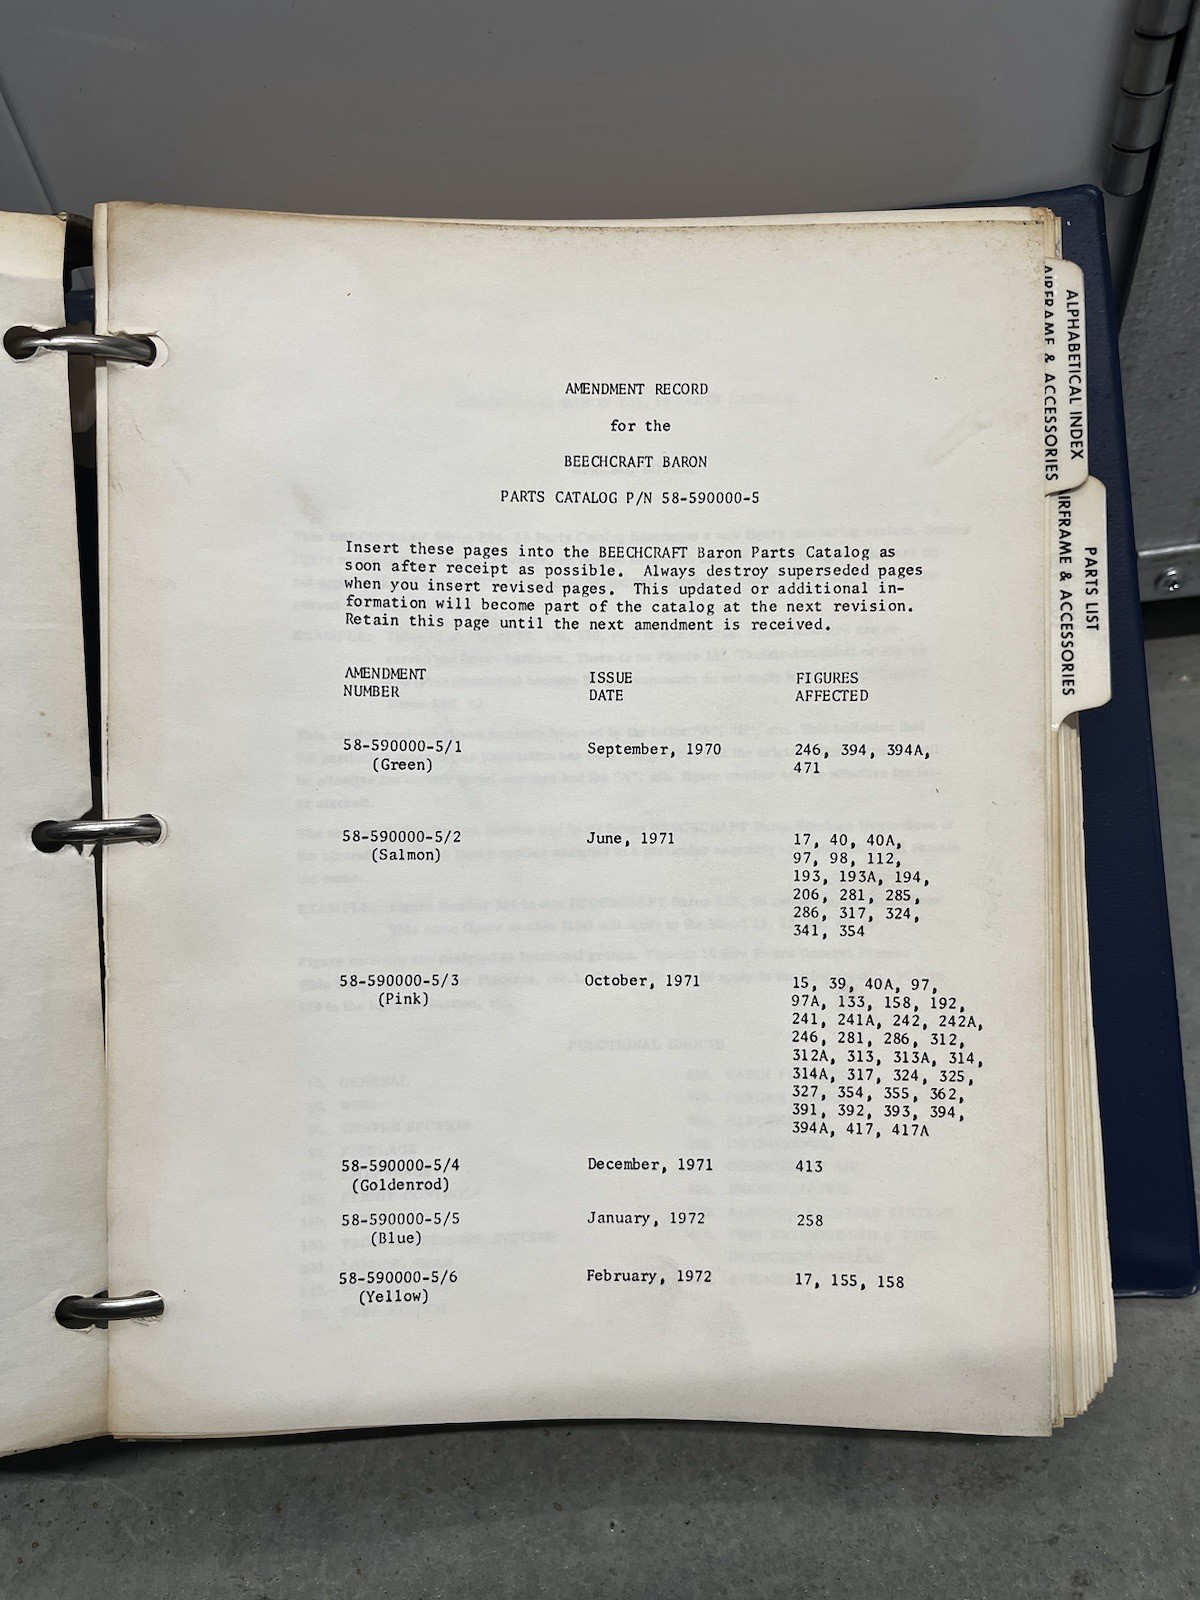 AMENDMENT RECORD
for the
BEECHCRAFT BARON
PARTS CATALOG P/N 58-590000-5
Insert these pages into the BEECHCRAFT Baron Parts Catalog as
soon after receipt as possible. Always destroy superseded pages
when you insert revised pages. This updated or additional in-
formation will become part of the catalog at the next revision.
Retain this page until the next amendment is received.
AMENDMENT ISSUE FIGURES
NUMBER DATE AFFECTED
58-590000-5/1 September, 1970 246, 394, 394A,
(Green) 471
58-590000-5/2 June, 1971 17, 40, 40A,
(Salmon) 97, 98, 112,
193, 193A, 194,
206, 281, 285,
286, 317, 324,
341, 354
58-590000-5/3 October, 1971 15, 39, 40A, 97,
(Pink) 97A, 133, 158, 192,
241, 241A, 242, 242A,
246, 281, 286, 312,
312A, 313, 313A, 314,
314A, 317, 324, 325,
327, 354, 355, 362,
391, 392, 393, 394,
394A, 417, 417A
58-590000-5/4 December, 1971 413
(Goldenrod)
58-590000-5/5 January, 1972 258
(Blue)
58-590000-5/6 February, 1972 17, 155, 158
(Yellow)
ALPHABETICAL INDEX
AIRFRAME & ACCESSORIES
PARTS LIST
AIRFRAME & ACCESSORIES